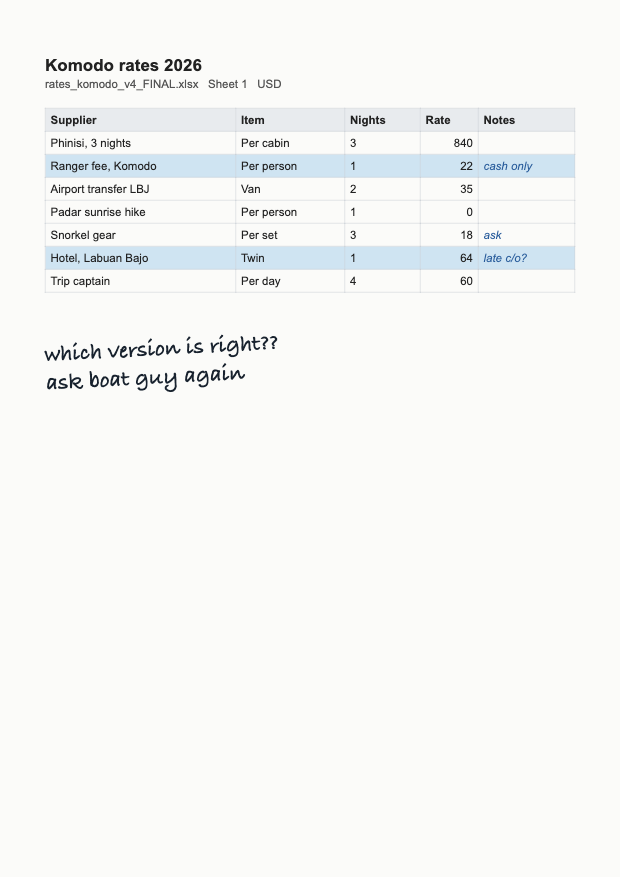 Komodo rates 2026
rates_komodo_v4_FINAL.xlsx Sheet 1 USD
Supplier Item Nights Rate Notes
Phinisi, 3 nights Per cabin 3 840
Ranger fee, Komodo Per person 1 22 cash only
Airport transfer LBJ Van 2 35
Padar sunrise hike Per person 1 0
Snorkel gear Per set 3 18 ask
Hotel, Labuan Bajo Twin 1 64 late c/o?
Trip captain Per day 4 60
which version is right??
ask boat guy again